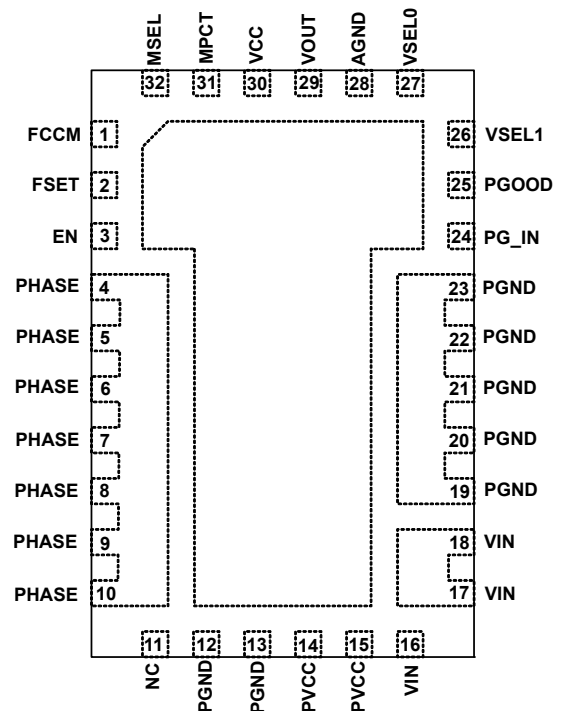 MSEL MPCT VCC VOUT AGND VSEL0
32 31 30 29 28 27
FCCM 1 26 VSEL1
FSET 2 25 PGOOD
EN 3 24 PG_IN
PHASE 4 23 PGND
PHASE 5 22 PGND
PHASE 6 21 PGND
PHASE 7 20 PGND
PHASE 8 19 PGND
PHASE 9 18 VIN
PHASE 10 17 VIN
11 12 13 14 15 16
NC PGND PGND PVCC PVCC VIN